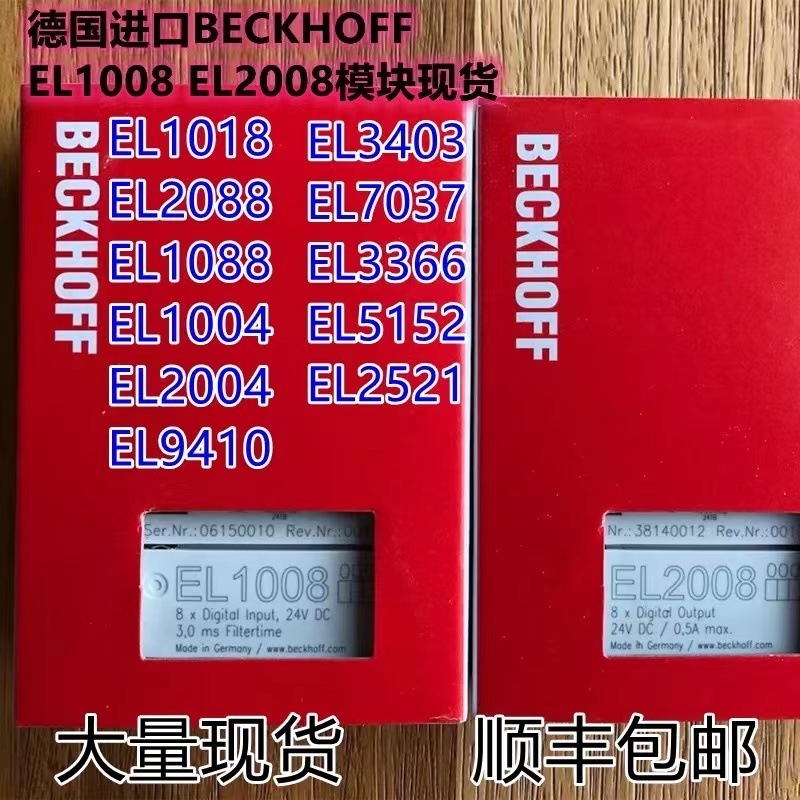 德国进口BECKHOFF
EL1008 EL2008模块现货
BECKHOFF
EL1018
EL2088
EL1088
EL1004
EL2004
EL9410
EL3403
EL7037
EL3366
EL5152
EL2521
BECKHOFF
Ser.Nr.: 06150010 Rev.Nr.: 001
EL1008
8 x Digital Input, 24V DC
3,0 ms Filtertime
Made in Germany / www.beckhoff.com
Nr.: 38140012 Rev.Nr.: 001
EL2008
8 x Digital Output
24V DC / 0,5A max.
Made in Germany / www.beckhoff.com
大量现货
顺丰包邮